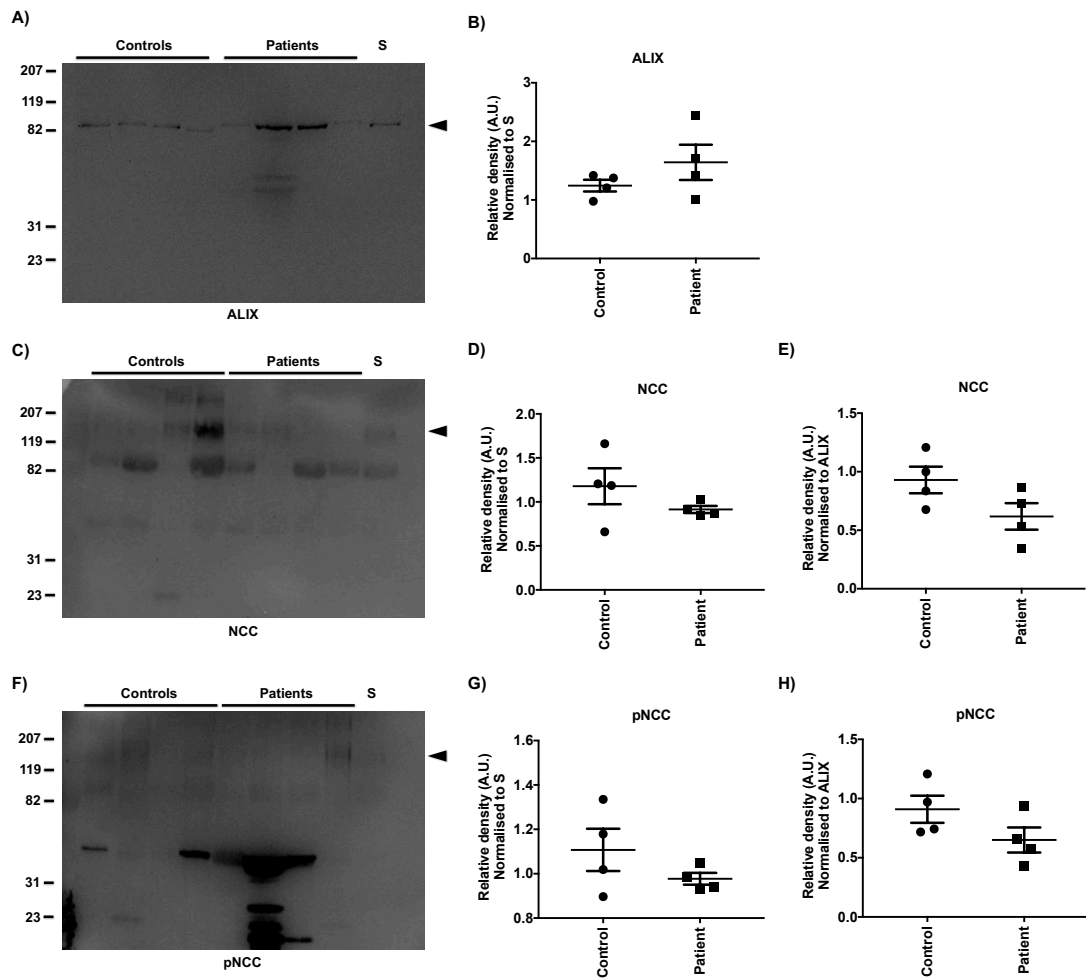 A)
Controls Patients S
207
119
82
31
23
ALIX
B)
ALIX
Relative density (A.U.)
Normalised to S
3
2
1
0
Control
Patient
C)
Controls Patients S
207
119
82
31
23
NCC
D)
NCC
Relative density (A.U.)
Normalised to S
2.0
1.5
1.0
0.5
0.0
Control
Patient
E)
NCC
Relative density (A.U.)
Normalised to ALIX
1.5
1.0
0.5
0.0
Control
Patient
F)
Controls Patients S
207
119
82
31
23
pNCC
G)
pNCC
Relative density (A.U.)
Normalised to S
1.6
1.4
1.2
1.0
0.8
Control
Patient
H)
pNCC
Relative density (A.U.)
Normalised to ALIX
1.5
1.0
0.5
0.0
Control
Patient